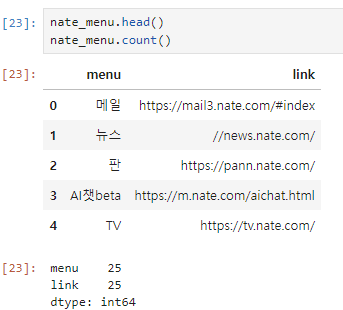 [23]: nate_menu.head()
nate_menu.count()
[23]: menu link
0 메일 https://mail3.nate.com/#index
1 뉴스 //news.nate.com/
2 판 https://pann.nate.com/
3 AI챗beta https://m.nate.com/aichat.html
4 TV https://tv.nate.com/
[23]: menu 25
link 25
dtype: int64